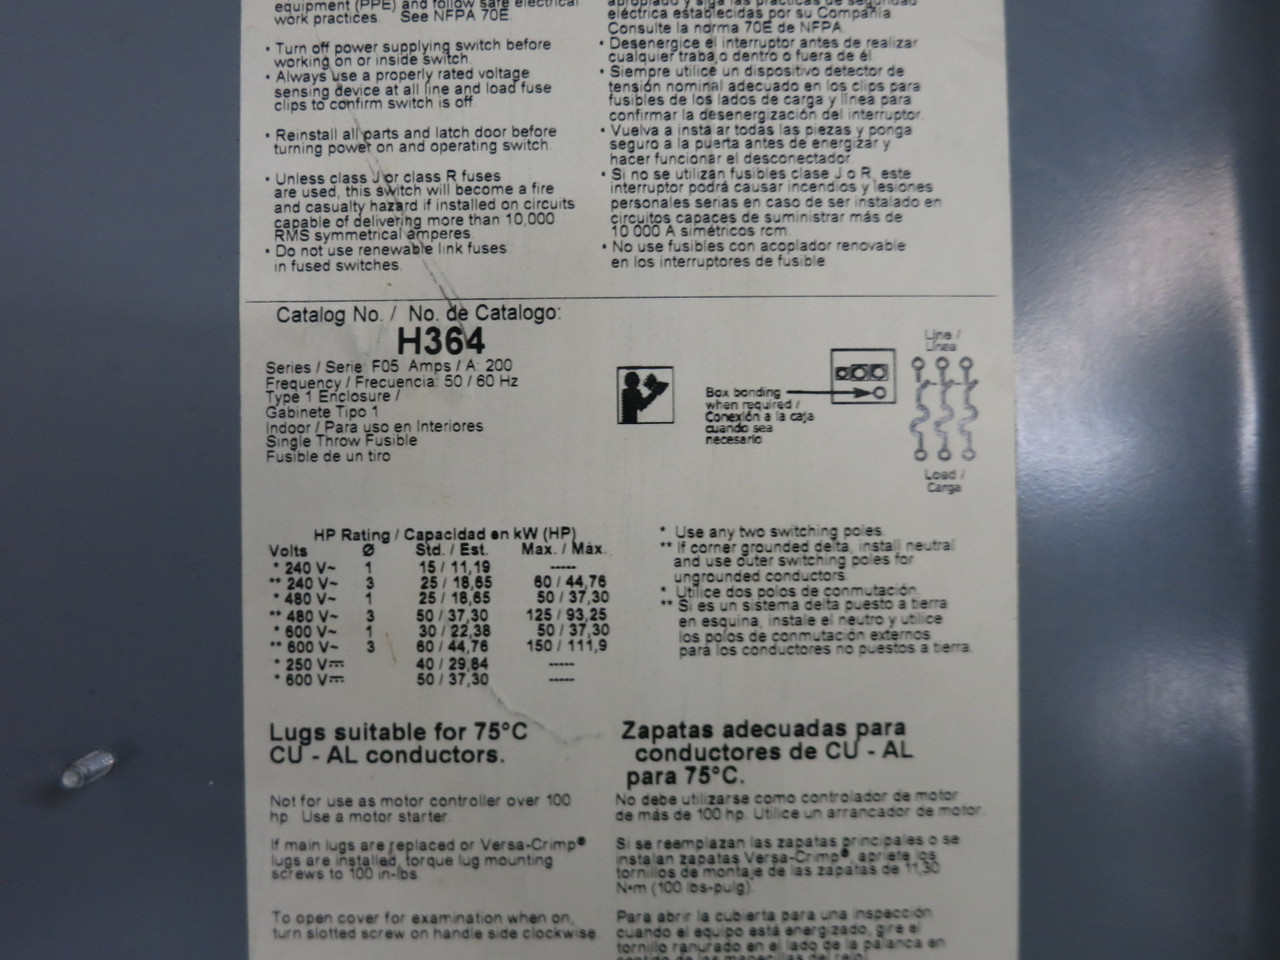 equipment (PPE) and follow safe electrical
work practices. See NFPA 70E.
• Turn off power supplying switch before
working on or inside switch.
• Always use a properly rated voltage
sensing device at all line and load fuse
clips to confirm switch is off.
• Reinstall all parts and latch door before
turning power on and operating switch.
• Unless class J or class R fuses
are used, this switch will become a fire
and casualty hazard if installed on circuits
capable of delivering more than 10,000
RMS symmetrical amperes.
• Do not use renewable link fuses
in fused switches.
apropiado y siga las prácticas de seguridad
eléctrica establecidas por su Compañia.
Consulte la norma 70E de NFPA.
• Desenergice el interruptor antes de realizar
cualquier trabajo dentro o fuera de él.
• Siempre utilice un dispositivo detector de
tensión nominal adecuado en los clips para
fusibles de los lados de carga y línea para
confirmar la desenergización del interruptor.
• Vuelva a instalar todas las piezas y ponga
seguro a la puerta antes de energizar y
hacer funcionar el desconectador.
• Si no se utilizan fusibles clase J o R, este
interruptor podrá causar incendios y lesiones
personales serias en caso de ser instalado en
circuitos capaces de suministrar más de
10 000 A simétricos rcm.
• No use fusibles con acoplador renovable
en los interruptores de fusible.
Catalog No. / No. de Catalogo:
H364
Series / Serie: F05 Amps / A: 200
Frequency / Frecuencia: 50 / 60 Hz
Type 1 Enclosure /
Gabinete Tipo 1
Indoor / Para uso en Interiores
Single Throw Fusible
Fusible de un tiro
Box bonding
when required /
Conexión a la caja
cuando sea
necesario
Line /
Línea
Load /
Carga
HP Rating / Capacidad en kW (HP)
Volts Ø Std. / Est. Max. / Máx.
* 240 V~ 1 15 / 11,19 -----
** 240 V~ 3 25 / 18,65 60 / 44,76
* 480 V~ 1 25 / 18,65 50 / 37,30
** 480 V~ 3 50 / 37,30 125 / 93,25
* 600 V~ 1 30 / 22,38 50 / 37,30
** 600 V~ 3 60 / 44,76 150 / 111,9
* 250 V⎓ 40 / 29,84 -----
* 600 V⎓ 50 / 37,30 -----
* Use any two switching poles.
** If corner grounded delta, install neutral
and use outer switching poles for
ungrounded conductors.
* Utilice dos polos de conmutación.
** Si es un sistema delta puesto a tierra
en esquina, instale el neutro y utilice
los polos de conmutación externos
para los conductores no puestos a tierra.
Lugs suitable for 75°C
CU - AL conductors.
Zapatas adecuadas para
conductores de CU - AL
para 75°C.
Not for use as motor controller over 100
hp. Use a motor starter.
If main lugs are replaced or Versa-Crimp®
lugs are installed, torque lug mounting
screws to 100 in-lbs.
To open cover for examination when on,
turn slotted screw on handle side clockwise.
No debe utilizarse como controlador de motor
de más de 100 hp. Utilice un arrancador de motor.
Si se reemplazan las zapatas principales o se
instalan zapatas Versa-Crimp®, apriete los
tornillos de montaje de las zapatas de 11,30
N•m (100 lbs-pulg).
Para abrir la cubierta para una inspección
cuando el equipo está energizado, gire el
tornillo ranurado en el lado de la palanca en
sentido de las manecillas del reloj.